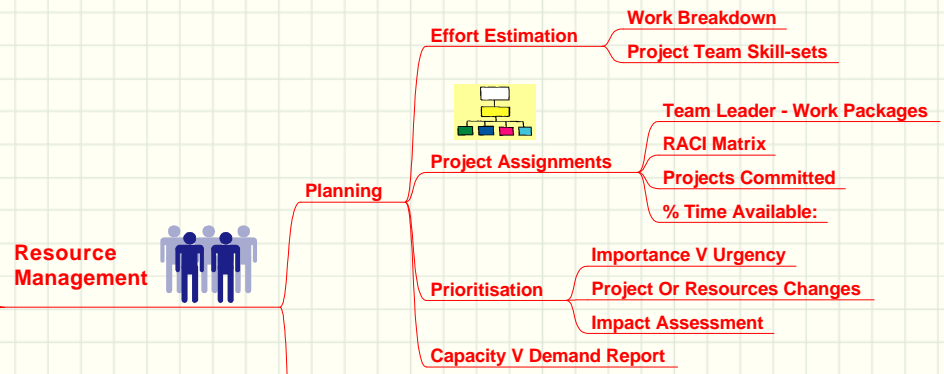 Resource
Management
Planning
Effort Estimation
Work Breakdown
Project Team Skill-sets
Project Assignments
Team Leader - Work Packages
RACI Matrix
Projects Committed
% Time Available:
Prioritisation
Importance V Urgency
Project Or Resources Changes
Impact Assessment
Capacity V Demand Report